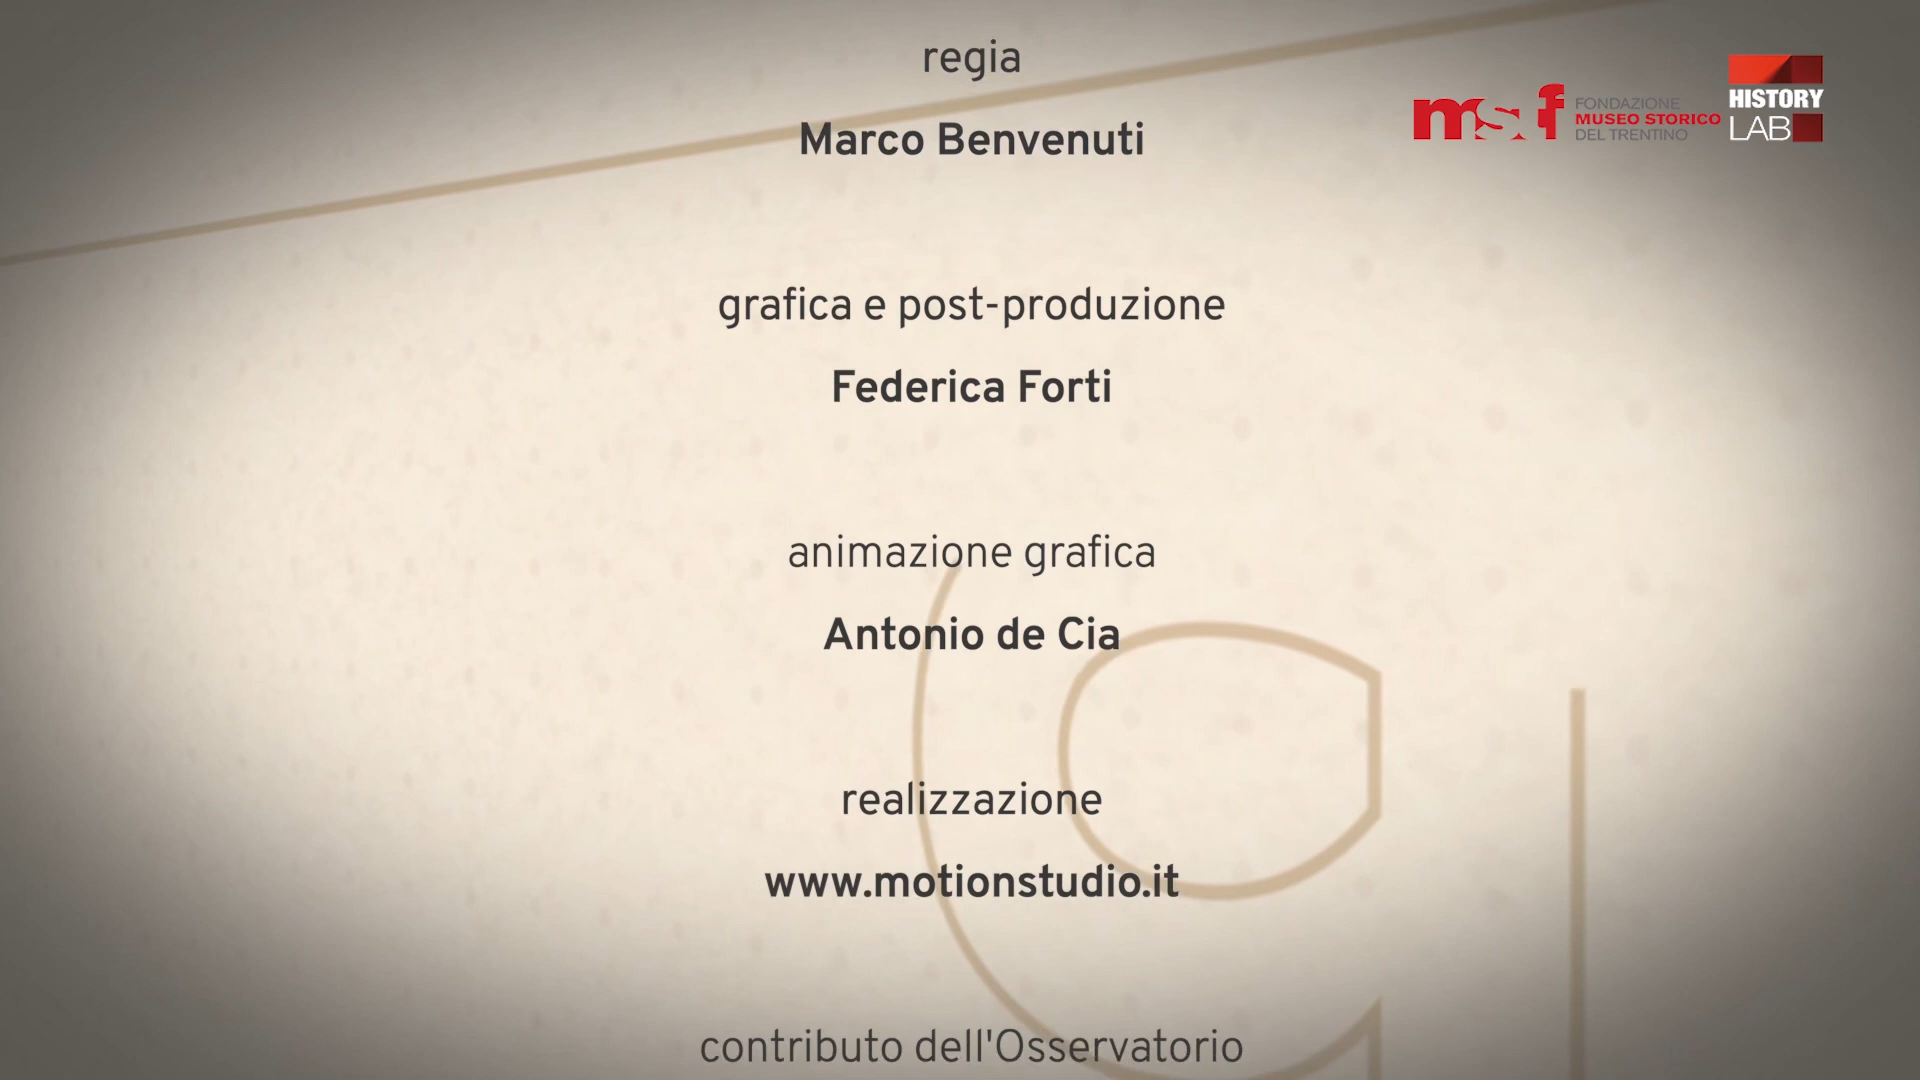 regia
Marco Benvenuti
grafica e post-produzione
Federica Forti
animazione grafica
Antonio de Cia
realizzazione
www.motionstudio.it
contributo dell'Osservatorio
msf
FONDAZIONE
MUSEO STORICO
DEL TRENTINO
HISTORY
LAB